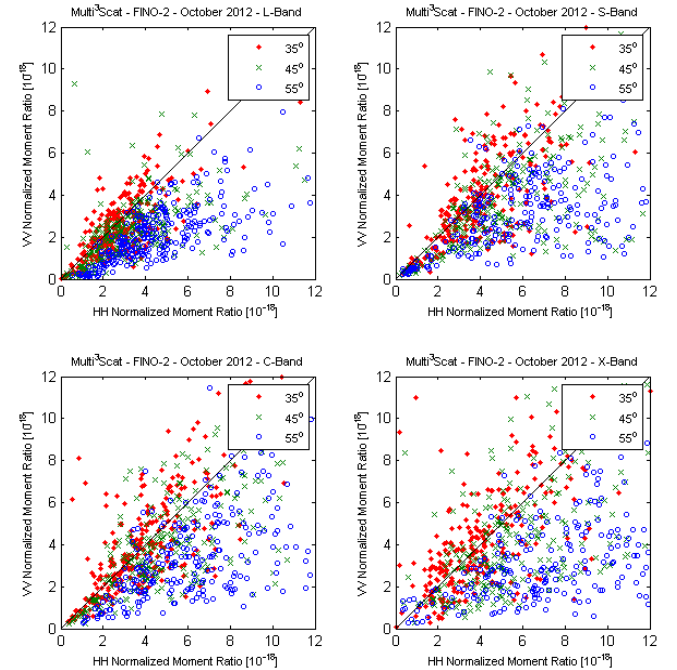 Multi³Scat - FINO-2 - October 2012 - L-Band
VV Normalized Moment Ratio [10⁻¹⁸]
12
10
8
6
4
2
0
35°
45°
55°
0 2 4 6 8 10 12
HH Normalized Moment Ratio [10⁻¹⁸]
Multi³Scat - FINO-2 - October 2012 - S-Band
VV Normalized Moment Ratio [10⁻¹⁸]
12
10
8
6
4
2
0
35°
45°
55°
0 2 4 6 8 10 12
HH Normalized Moment Ratio [10⁻¹⁸]
Multi³Scat - FINO-2 - October 2012 - C-Band
VV Normalized Moment Ratio [10⁻¹⁸]
12
10
8
6
4
2
0
35°
45°
55°
0 2 4 6 8 10 12
HH Normalized Moment Ratio [10⁻¹⁸]
Multi³Scat - FINO-2 - October 2012 - X-Band
VV Normalized Moment Ratio [10⁻¹⁸]
12
10
8
6
4
2
0
35°
45°
55°
0 2 4 6 8 10 12
HH Normalized Moment Ratio [10⁻¹⁸]